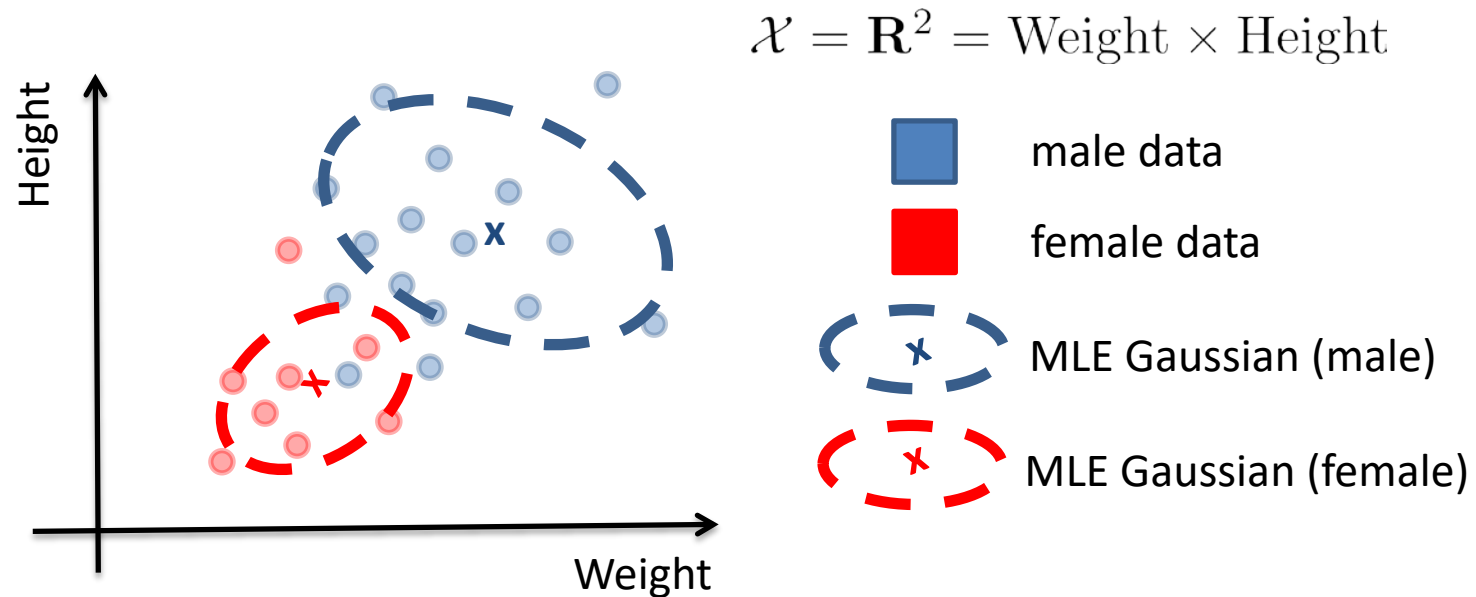 𝒳 = R² = Weight × Height
Height
x
x
Weight
male data
female data
x
MLE Gaussian (male)
x
MLE Gaussian (female)